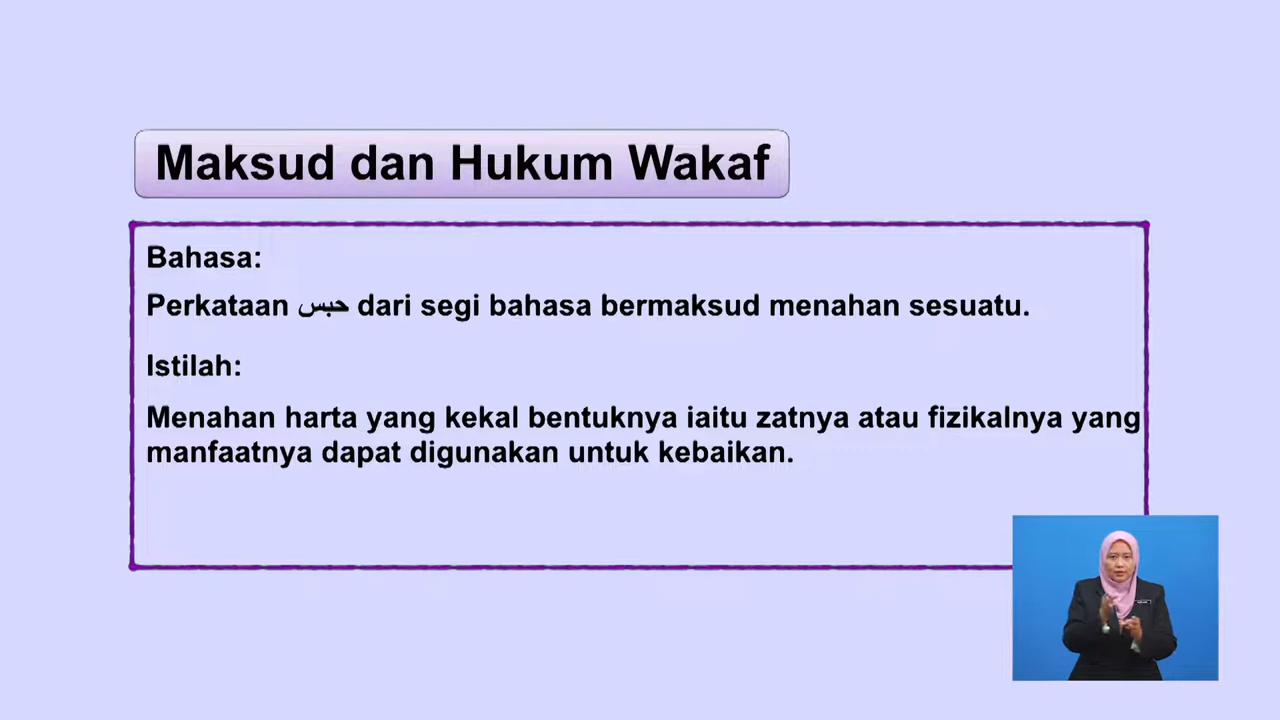 Maksud dan Hukum Wakaf
Bahasa:
Perkataan حبس dari segi bahasa bermaksud menahan sesuatu.
Istilah:
Menahan harta yang kekal bentuknya iaitu zatnya atau fizikalnya yang
manfaatnya dapat digunakan untuk kebaikan.